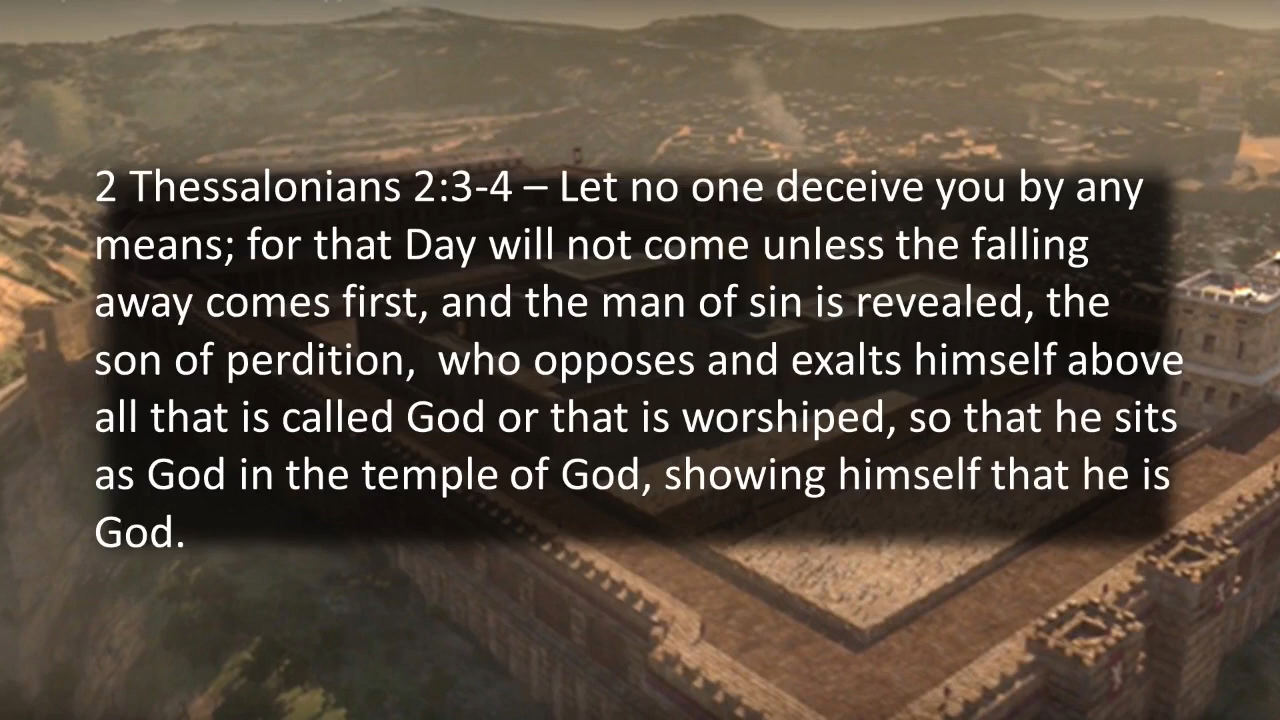 2 Thessalonians 2:3-4 – Let no one deceive you by any
means; for that Day will not come unless the falling
away comes first, and the man of sin is revealed, the
son of perdition,  who opposes and exalts himself above
all that is called God or that is worshiped, so that he sits
as God in the temple of God, showing himself that he is
God.